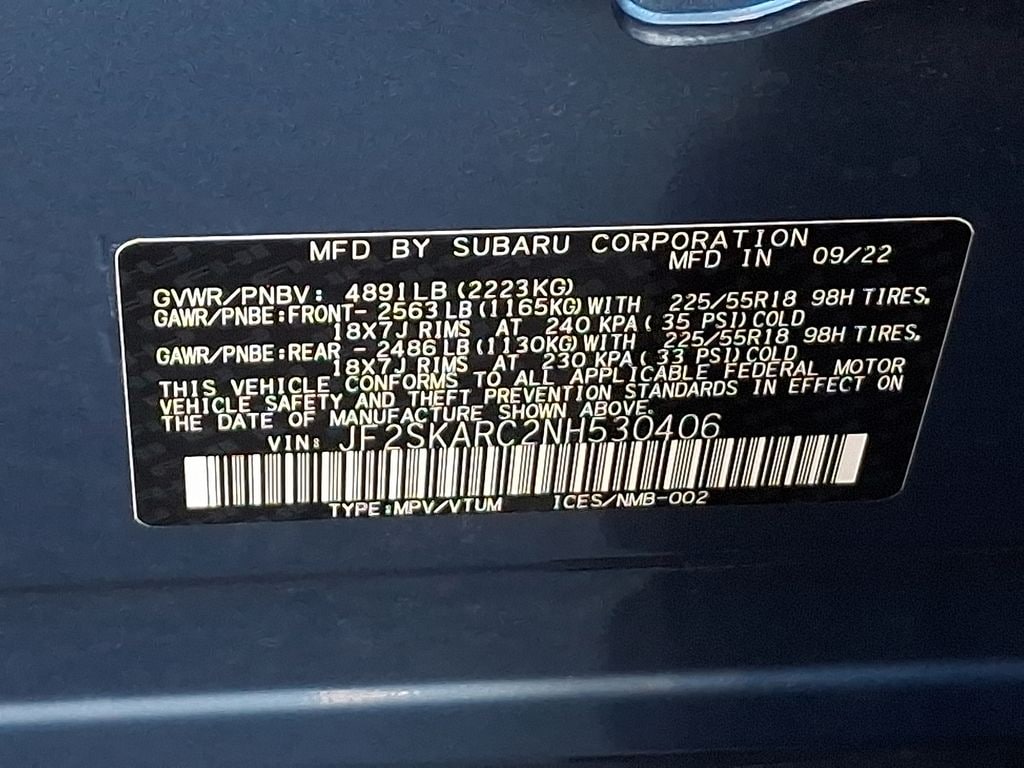 MFD BY SUBARU CORPORATION
MFD IN 09/22
GVWR/PNBV: 4891LB(2223KG)
GAWR/PNBE:FRONT- 2563LB(1165KG)WITH 225/55R18 98H TIRES.
18X7J RIMS AT 240 KPA( 35 PSI)COLD
GAWR/PNBE:REAR - 2486LB(1130KG)WITH 225/55R18 98H TIRES.
18X7J RIMS AT 230 KPA( 33 PSI)COLD
THIS VEHICLE CONFORMS TO ALL APPLICABLE FEDERAL MOTOR
VEHICLE SAFETY AND THEFT PREVENTION STANDARDS IN EFFECT ON
THE DATE OF MANUFACTURE SHOWN ABOVE.
VIN: JF2SKARC2NH530406
TYPE:MPV/VTUM ICES/NMB-002